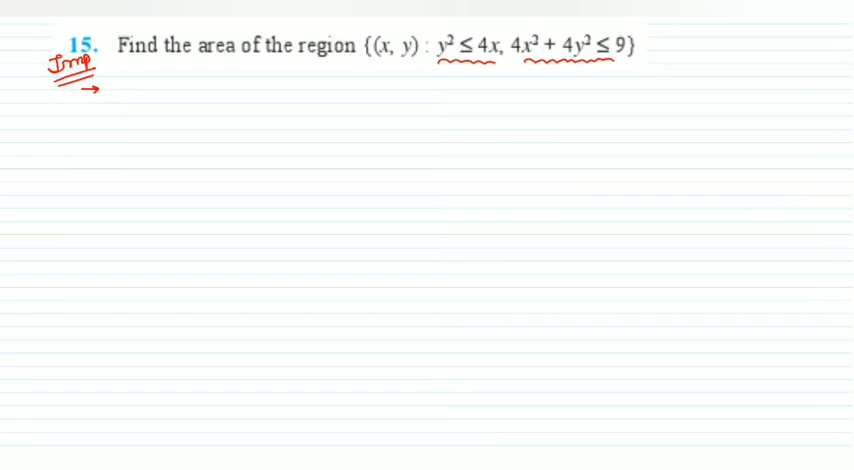 15. Find the area of the region {(x, y) : y² ≤ 4x, 4x² + 4y² ≤ 9}
Imp
→